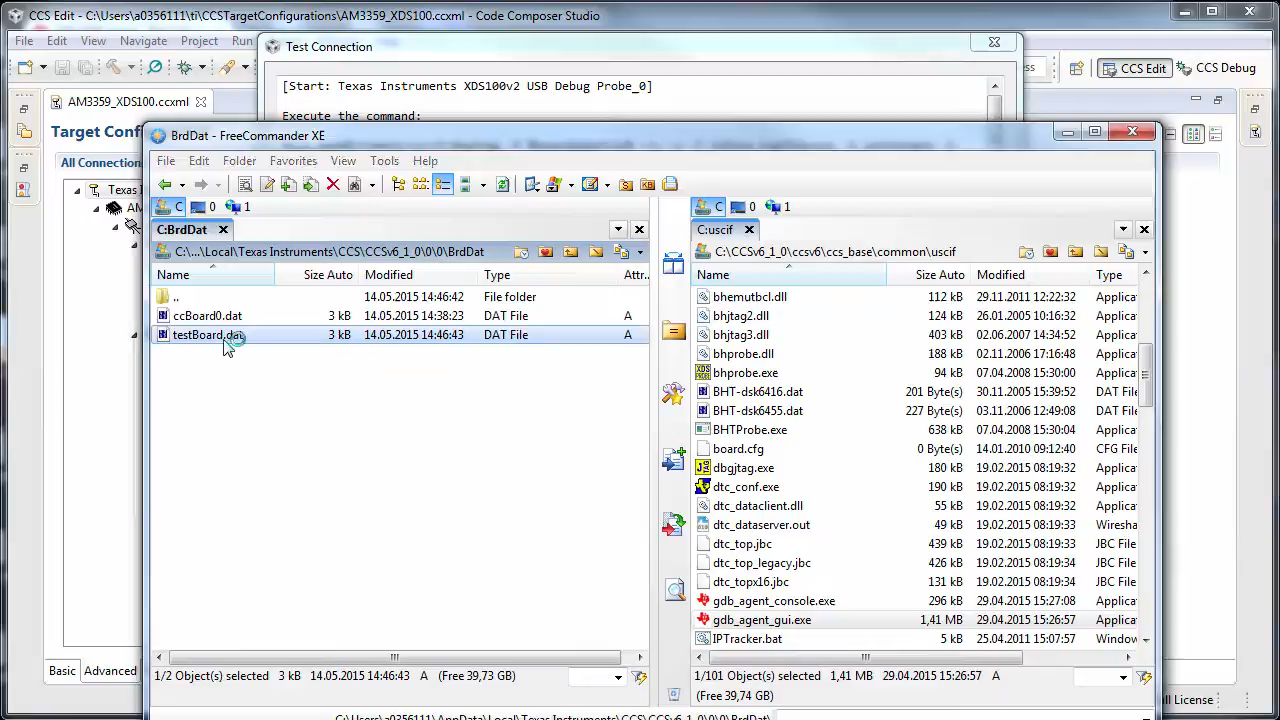 CCS Edit - C:\Users\a0356111\ti\CCSTargetConfigurations\AM3359_XDS100.ccxml - Code Composer Studio
File Edit View Navigate Project Run
Test Connection
CCS Edit CCS Debug
AM3359_XDS100.ccxml
[Start: Texas Instruments XDS100v2 USB Debug Probe_0]
Execute the command:
Target Conf
All Connection
Texas I
AM
BrdDat - FreeCommander XE
File Edit Folder Favorites View Tools Help
C 0 1
C 0 1
C:BrdDat
C:uscif
C:\...\Local\Texas Instruments\CCS\CCSv6_1_0\0\0\BrdDat
C:\CCSv6_1_0\ccsv6\ccs_base\common\uscif
Name Size Auto Modified Type Attr.
.. 14.05.2015 14:46:42 File folder
ccBoard0.dat 3 kB 14.05.2015 14:38:23 DAT File A
testBoard.dat 3 kB 14.05.2015 14:46:43 DAT File A
Name Size Auto Modified Type
bhemutbcl.dll 112 kB 29.11.2011 12:22:32 Applica
bhjtag2.dll 124 kB 26.01.2005 10:16:32 Applica
bhjtag3.dll 403 kB 02.06.2007 14:18:42 Applica
bhprobe.dll 188 kB 02.11.2006 17:16:48 Applica
bhprobe.exe 94 kB 07.04.2008 15:30:00 Applica
BHT-dsk6416.dat 201 Byte(s) 30.11.2005 15:39:52 DAT File
BHT-dsk6455.dat 227 Byte(s) 03.11.2006 12:49:08 DAT File
BHTProbe.exe 638 kB 07.04.2008 15:30:04 Applica
board.cfg 0 Byte(s) 14.01.2010 09:12:40 CFG File
dbgjtag.exe 180 kB 19.02.2015 08:19:32 Applica
dtc_conf.exe 190 kB 19.02.2015 08:19:32 Applica
dtc_dataclient.dll 55 kB 19.02.2015 08:19:32 Applica
dtc_dataserver.out 49 kB 19.02.2015 08:19:33 Wiresha
dtc_top.jbc 439 kB 19.02.2015 08:19:34 JBC File
dtc_top_legacy.jbc 426 kB 19.02.2015 08:19:34 JBC File
dtc_topx16.jbc 131 kB 19.02.2015 08:19:34 JBC File
gdb_agent_console.exe 296 kB 29.04.2015 15:27:08 Applica
gdb_agent_gui.exe 1,41 MB 29.04.2015 15:26:57 Applica
IPTracker.bat 5 kB 25.04.2011 15:07:57 Window
1/2 Object(s) selected 3 kB 14.05.2015 14:46:43 A (Free 39,73 GB)
1/101 Object(s) selected 1,41 MB 29.04.2015 15:26:57 A
(Free 39,74 GB)
Basic Advanced
ull License
C:\Users\a0356111\AppData\Local\Texas Instruments\CCS\CCSv6_1_0\0\0\BrdDat\